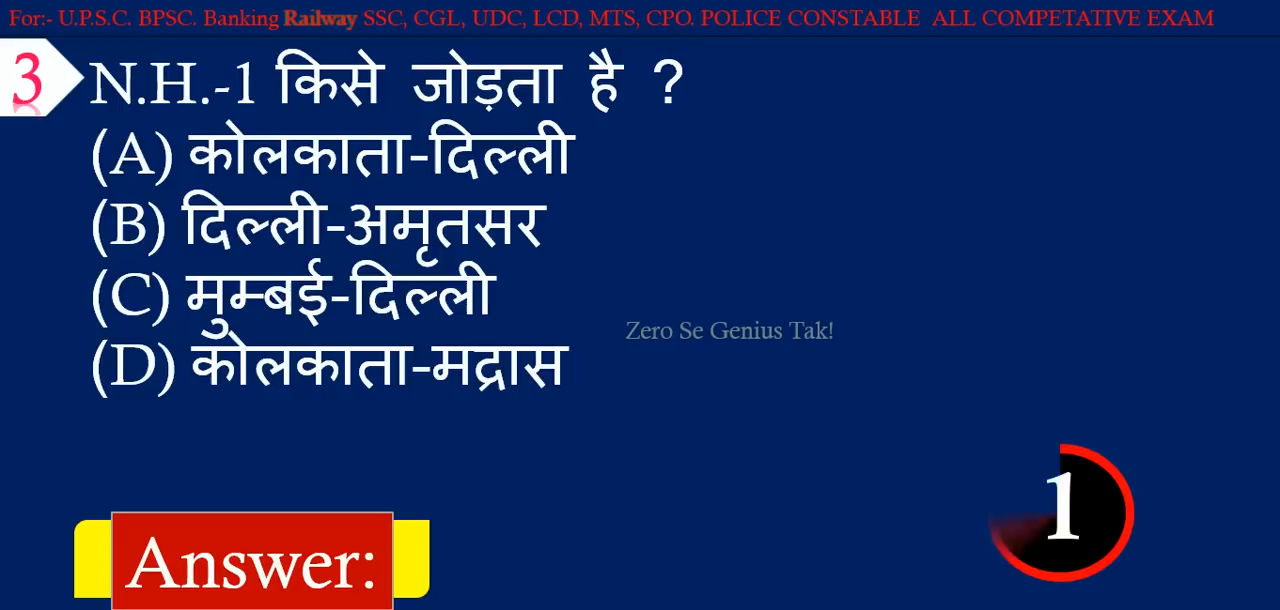 For:- U.P.S.C. BPSC. Banking Railway SSC, CGL, UDC, LCD, MTS, CPO. POLICE CONSTABLE ALL COMPETATIVE EXAM
3 N.H.-1 किसे जोड़ता है ?
(A) कोलकाता-दिल्ली
(B) दिल्ली-अमृतसर
(C) मुम्बई-दिल्ली
Zero Se Genius Tak!
(D) कोलकाता-मद्रास
1
Answer: